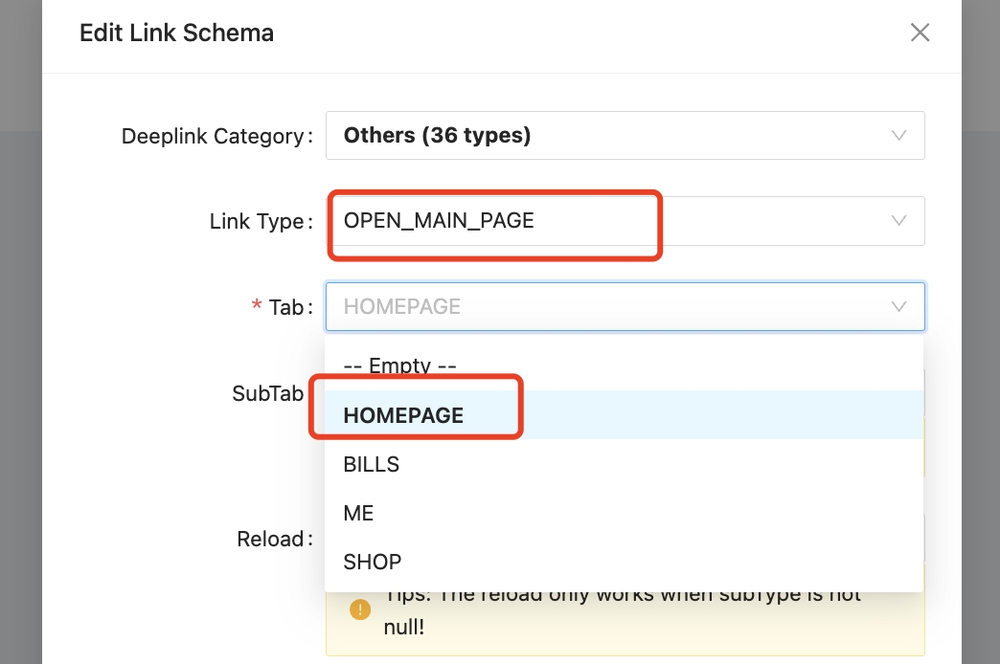 Edit Link Schema
Deeplink Category: Others (36 types)
Link Type: OPEN_MAIN_PAGE
* Tab: HOMEPAGE
-- Empty --
SubTab
HOMEPAGE
BILLS
ME
Reload:
SHOP
Tips: The reload only works when subType is not
null!